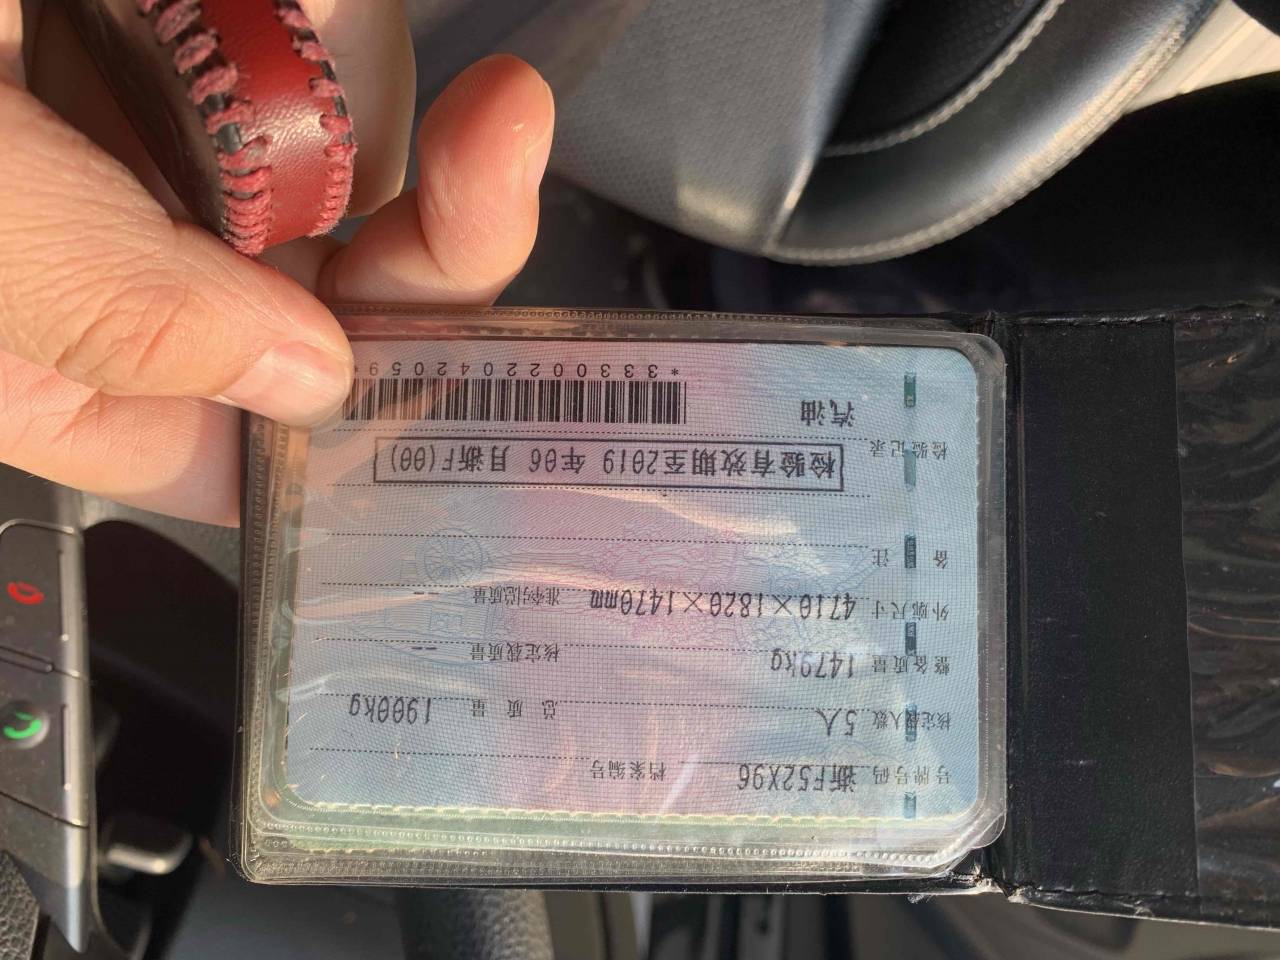 号牌号码 浙F52X96 档案编号
核定载人数 5人 总质量 1900kg
整备质量 1479kg 核定载质量 --
外廓尺寸 4710×1820×1470mm 准牵引总质量 --
备注
检验有效期至2019年06月浙F(00)
检验记录
汽油
*3330022042059*